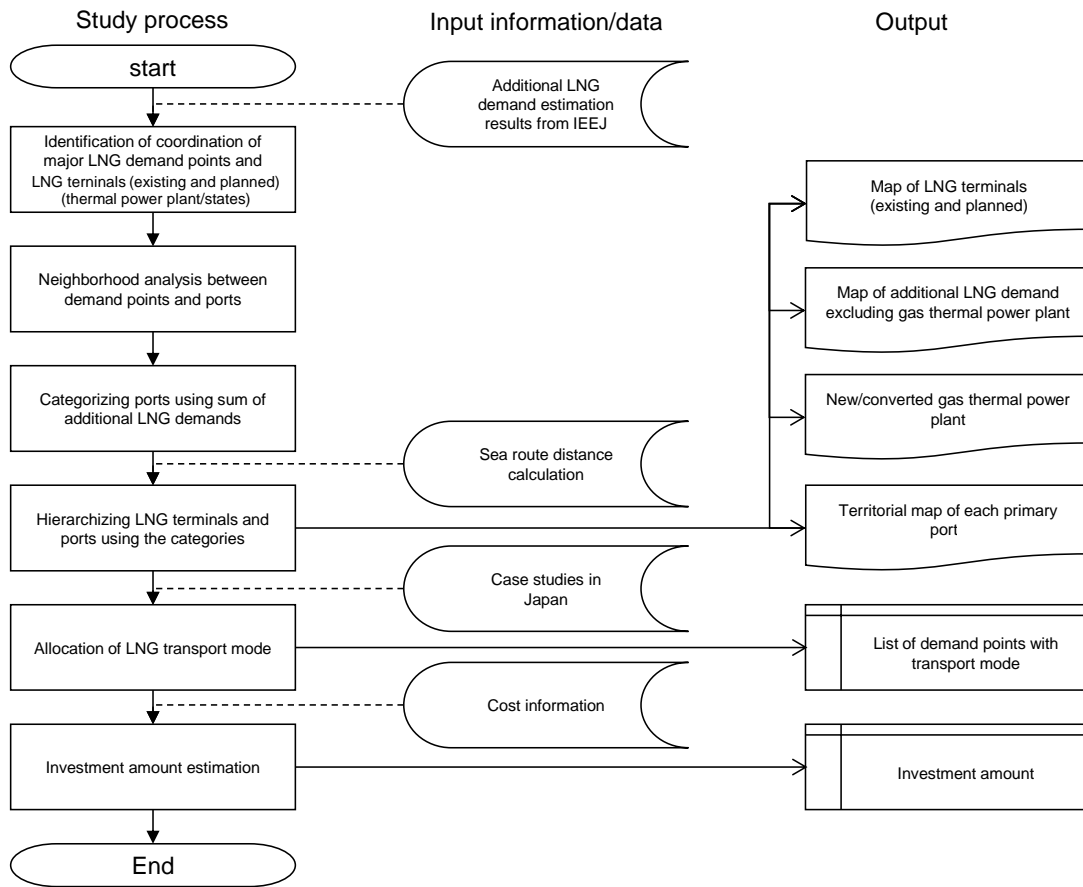 Study process
Input information/data
Output
start
Additional LNG
demand estimation
results from IEEJ
Identification of coordination of
major LNG demand points and
LNG terninals (existing and planned)
(thermal power plant/states)
Map of LNG terminals
(existing and planned)
Neighborhood analysis between
demand points and ports
Map of additional LNG demand
excluding gas thermal power plant
Categorizing ports using sum of
additional LNG demands
New/converted gas thermal power
plant
Sea route distance
calculation
Hierarchizing LNG terminals and
ports using the categories
Territorial map of each primary
port
Case studies in
Japan
Allocation of LNG transport mode
List of demand points with
transport mode
Cost information
Investment amount estimation
Investment amount
End